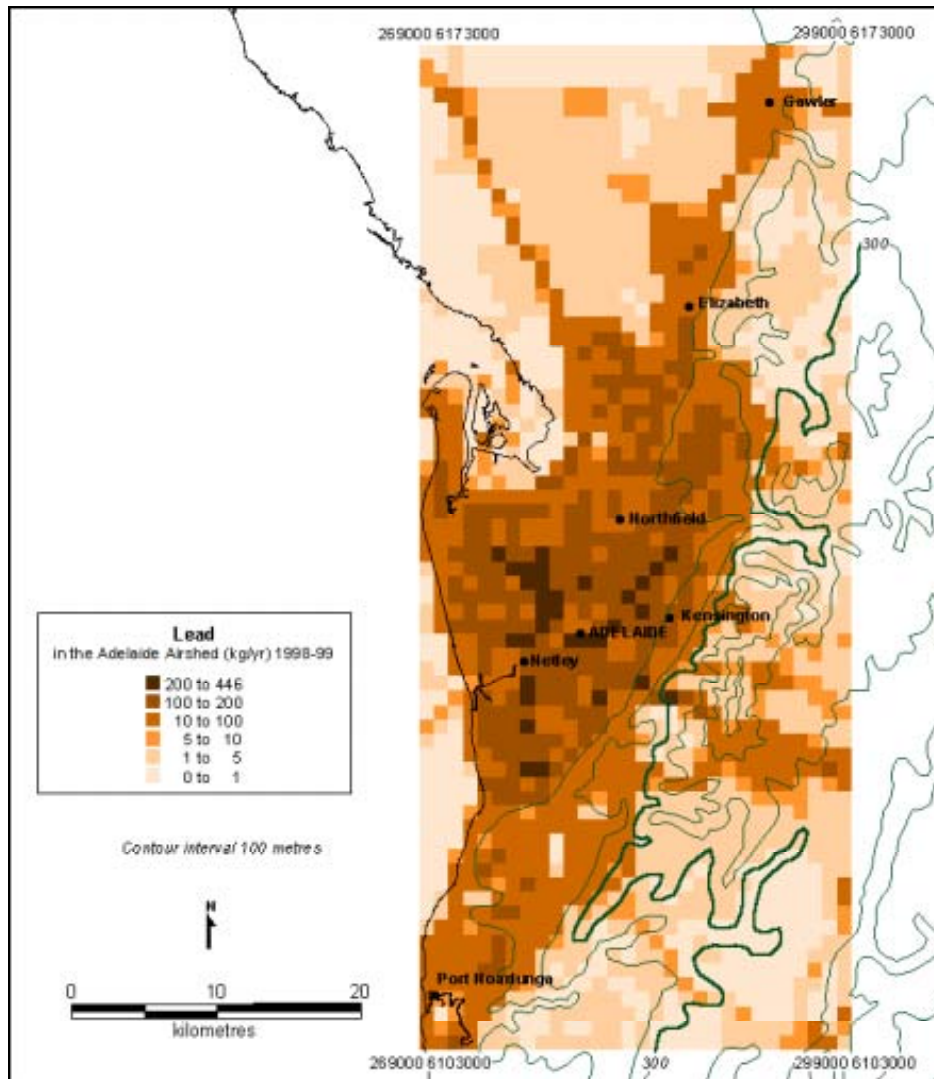 269000 6173000
299000 6173000
Gawler
300
Elizabeth
Northfield
Kensington
ADELAIDE
Netley
Lead
in the Adelaide Airshed (kg/yr) 1998-99
200 to 446
100 to 200
10 to 100
5 to 10
1 to 5
0 to 1
Contour interval 100 metres
N
Port Noarlunga
0 10 20
kilometres
269000 6103000
300
299000 6103000